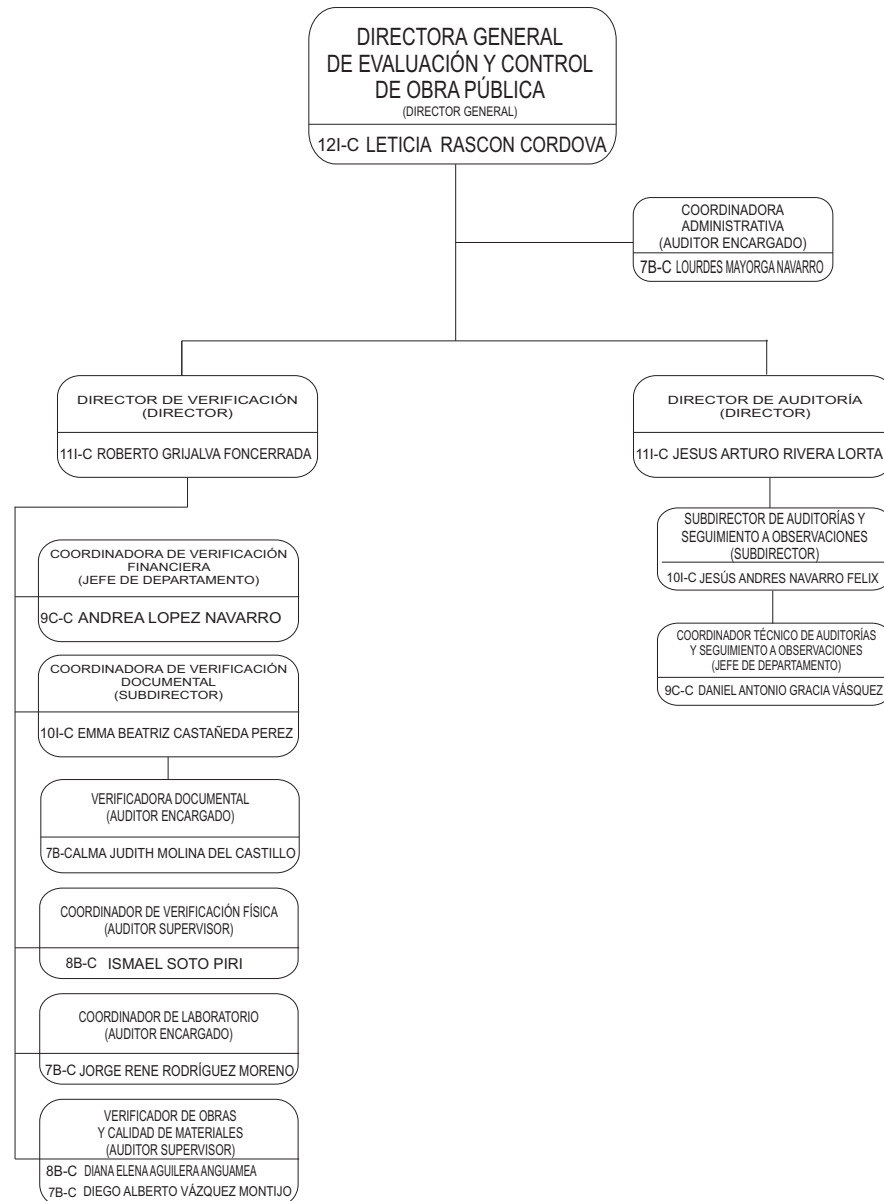 DIRECTORA GENERAL
DE EVALUACIÓN Y CONTROL
DE OBRA PÚBLICA
(DIRECTOR GENERAL)
12I-C LETICIA RASCON CORDOVA
COORDINADORA
ADMINISTRATIVA
(AUDITOR ENCARGADO)
7B-C LOURDES MAYORGA NAVARRO
DIRECTOR DE VERIFICACIÓN
(DIRECTOR)
11I-C ROBERTO GRIJALVA FONCERRADA
COORDINADORA DE VERIFICACIÓN
FINANCIERA
(JEFE DE DEPARTAMENTO)
9C-C ANDREA LOPEZ NAVARRO
COORDINADORA DE VERIFICACIÓN
DOCUMENTAL
(SUBDIRECTOR)
10I-C EMMA BEATRIZ CASTAÑEDA PEREZ
VERIFICADORA DOCUMENTAL
(AUDITOR ENCARGADO)
7B-CALMA JUDITH MOLINA DEL CASTILLO
COORDINADOR DE VERIFICACIÓN FÍSICA
(AUDITOR SUPERVISOR)
8B-C ISMAEL SOTO PIRI
COORDINADOR DE LABORATORIO
(AUDITOR ENCARGADO)
7B-C JORGE RENE RODRÍGUEZ MORENO
VERIFICADOR DE OBRAS
Y CALIDAD DE MATERIALES
(AUDITOR SUPERVISOR)
8B-C DIANA ELENA AGUILERA ANGUAMEA
7B-C DIEGO ALBERTO VÁZQUEZ MONTIJO
DIRECTOR DE AUDITORÍA
(DIRECTOR)
11I-C JESUS ARTURO RIVERA LORTA
SUBDIRECTOR DE AUDITORÍAS Y
SEGUIMIENTO A OBSERVACIONES
(SUBDIRECTOR)
10I-C JESÚS ANDRES NAVARRO FELIX
COORDINADOR TÉCNICO DE AUDITORÍAS
Y SEGUIMIENTO A OBSERVACIONES
(JEFE DE DEPARTAMENTO)
9C-C DANIEL ANTONIO GRACIA VÁSQUEZ